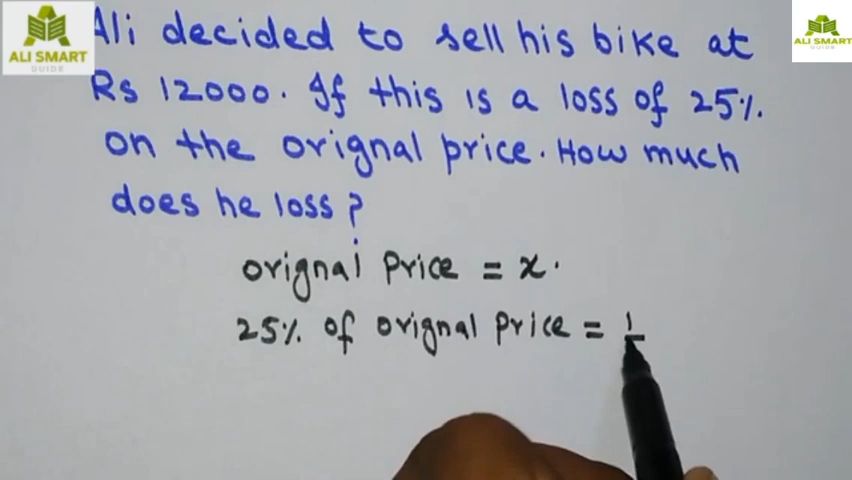 ALI SMART
GUIDE
ALI SMART
GUIDE
Ali decided to sell his bike at
Rs 12000. If this is a loss of 25%
on the orignal price. How much
does he loss?
orignal Price = x.
25% of orignal Price = 1